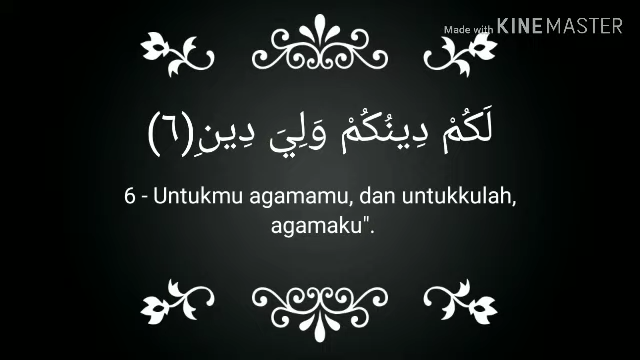 Made with KINEMASTER
لَكُمْ دِينُكُمْ وَلِيَ دِينِ(٦)
6 - Untukmu agamamu, dan untukkulah,
agamaku".